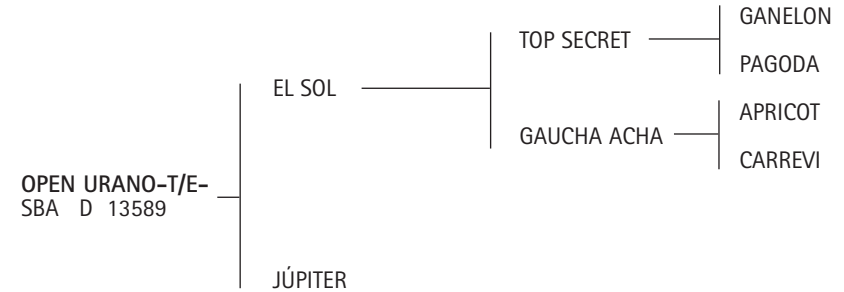 GANELON
TOP SECRET
PAGODA
EL SOL
APRICOT
GAUCHA ACHA
CARREVI
OPEN URANO-T/E-
SBA D 13589
JÚPITER